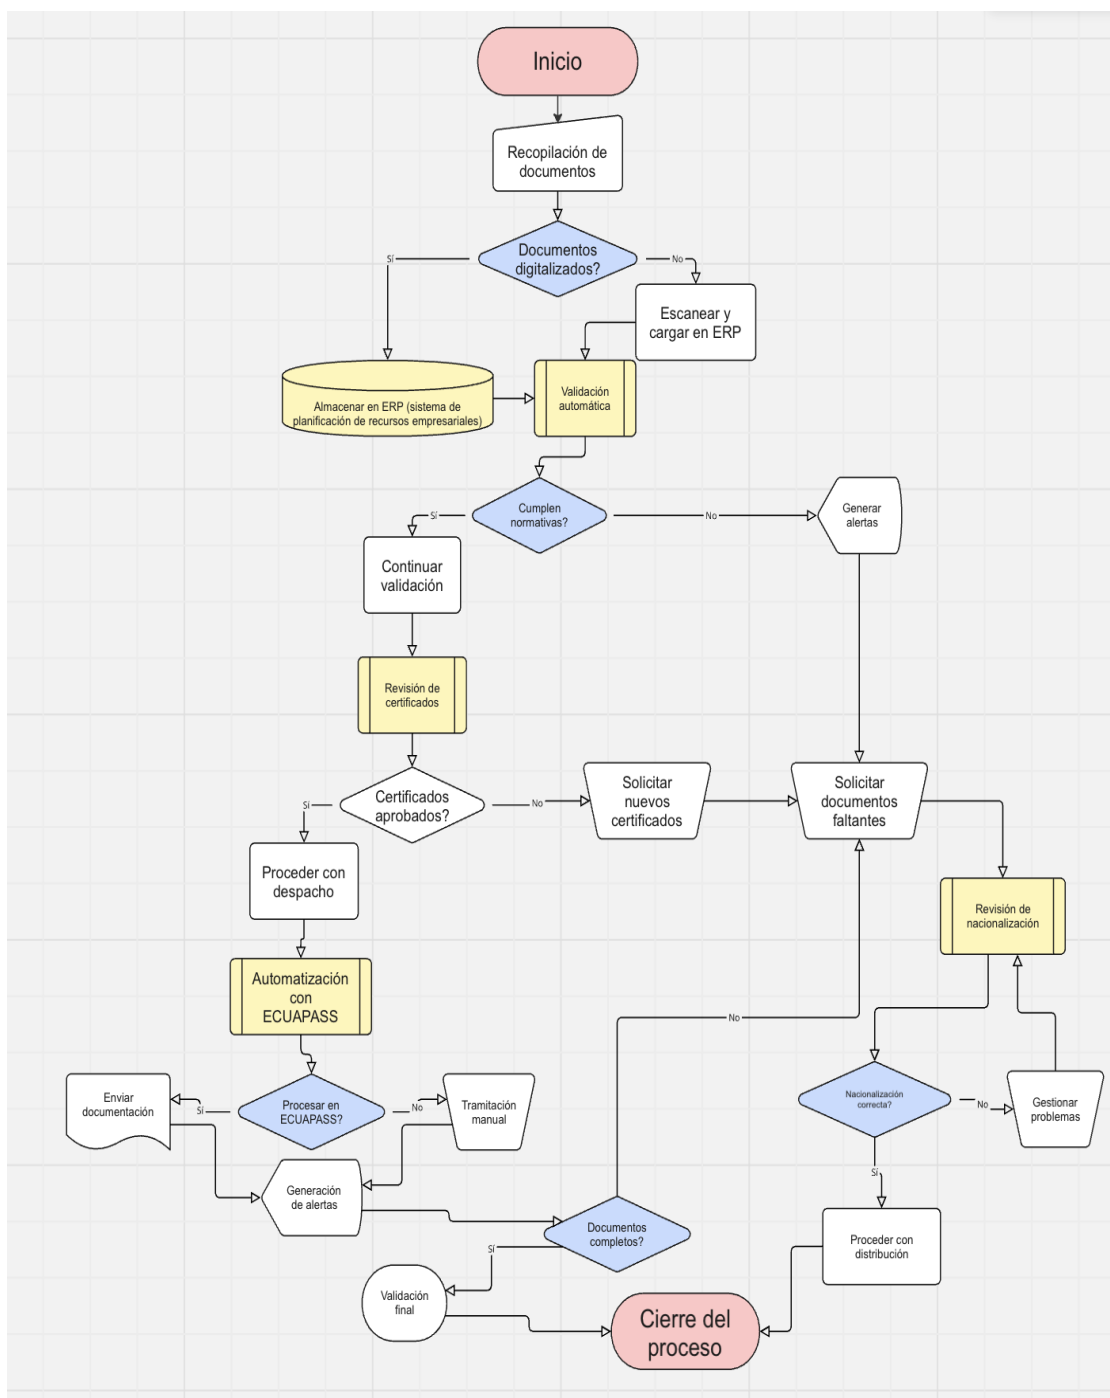 Inicio
Recopilación de
documentos
Documentos
digitalizados?
Sí
No
Escanear y
cargar en ERP
Almacenar en ERP (sistema de
planificación de recursos empresariales)
Validación
automática
Cumplen
normativas?
Sí
No
Generar
alertas
Continuar
validación
Revisión de
certificados
Certificados
aprobados?
Sí
No
Solicitar
nuevos
certificados
Solicitar
documentos
faltantes
Proceder con
despacho
Revisión de
nacionalización
Automatización
con
ECUAPASS
No
Enviar
documentación
Sí
Procesar en
ECUAPASS?
No
Tramitación
manual
Nacionalización
correcta?
No
Gestionar
problemas
Sí
Generación
de alertas
Documentos
completos?
Sí
Proceder con
distribución
Validación
final
Cierre del
proceso